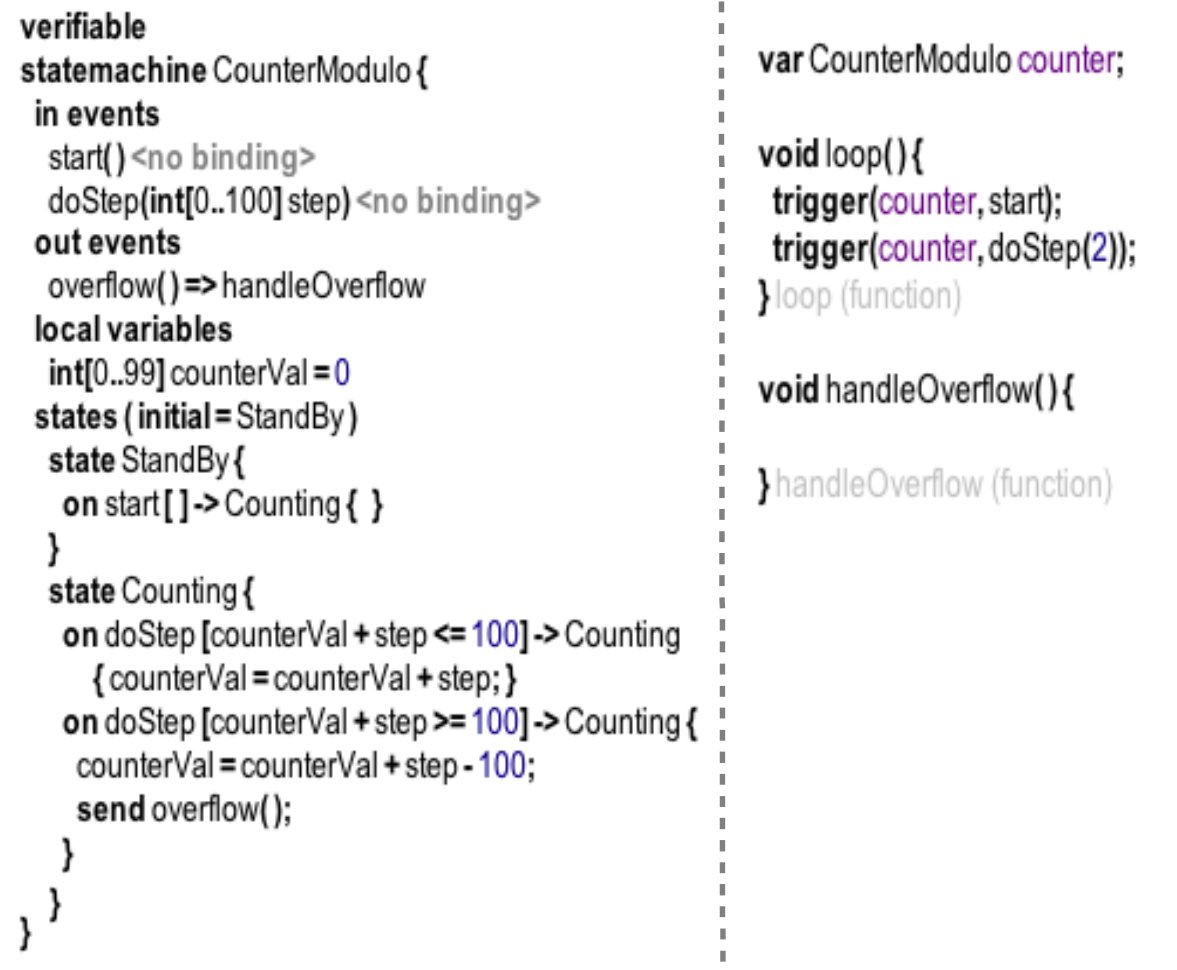 verifiable
statemachine CounterModulo {
in events
start() <no binding>
doStep(int[0..100] step) <no binding>
out events
overflow() => handleOverflow
local variables
int[0..99] counterVal = 0
states ( initial = StandBy )
state StandBy {
on start [ ] -> Counting { }
}
state Counting {
on doStep [counterVal + step <= 100] -> Counting
{ counterVal = counterVal + step; }
on doStep [counterVal + step >= 100] -> Counting {
counterVal = counterVal + step - 100;
send overflow();
}
}
}
var CounterModulo counter;
void loop() {
trigger(counter, start);
trigger(counter, doStep(2));
} loop (function)
void handleOverflow() {
} handleOverflow (function)